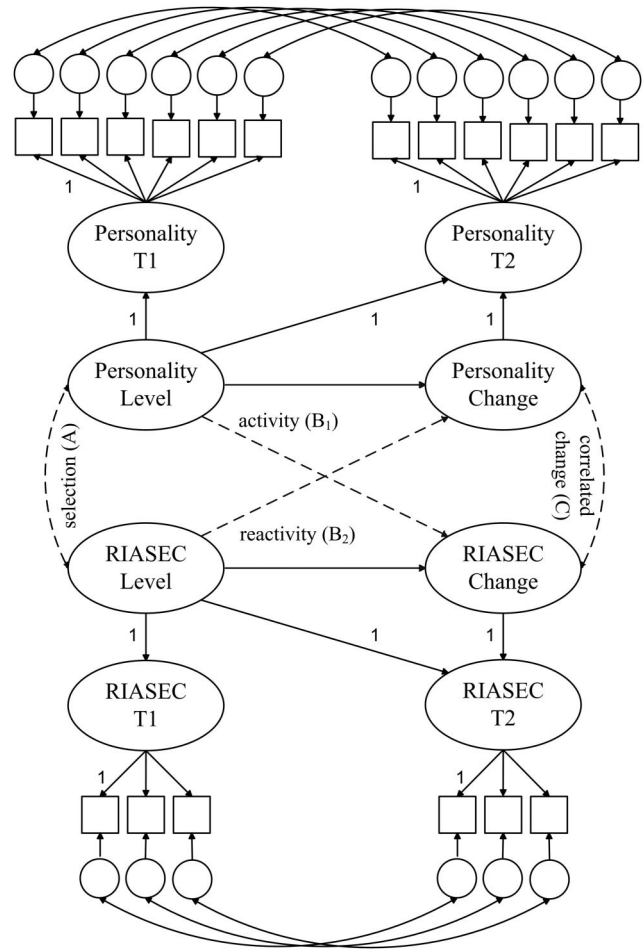 1
1
Personality
T1
Personality
T2
1
1
1
Personality
Level
Personality
Change
activity (B₁)
selection (A)
correlated
change (C)
reactivity (B₂)
RIASEC
Level
RIASEC
Change
1
1
1
RIASEC
T1
RIASEC
T2
1
1